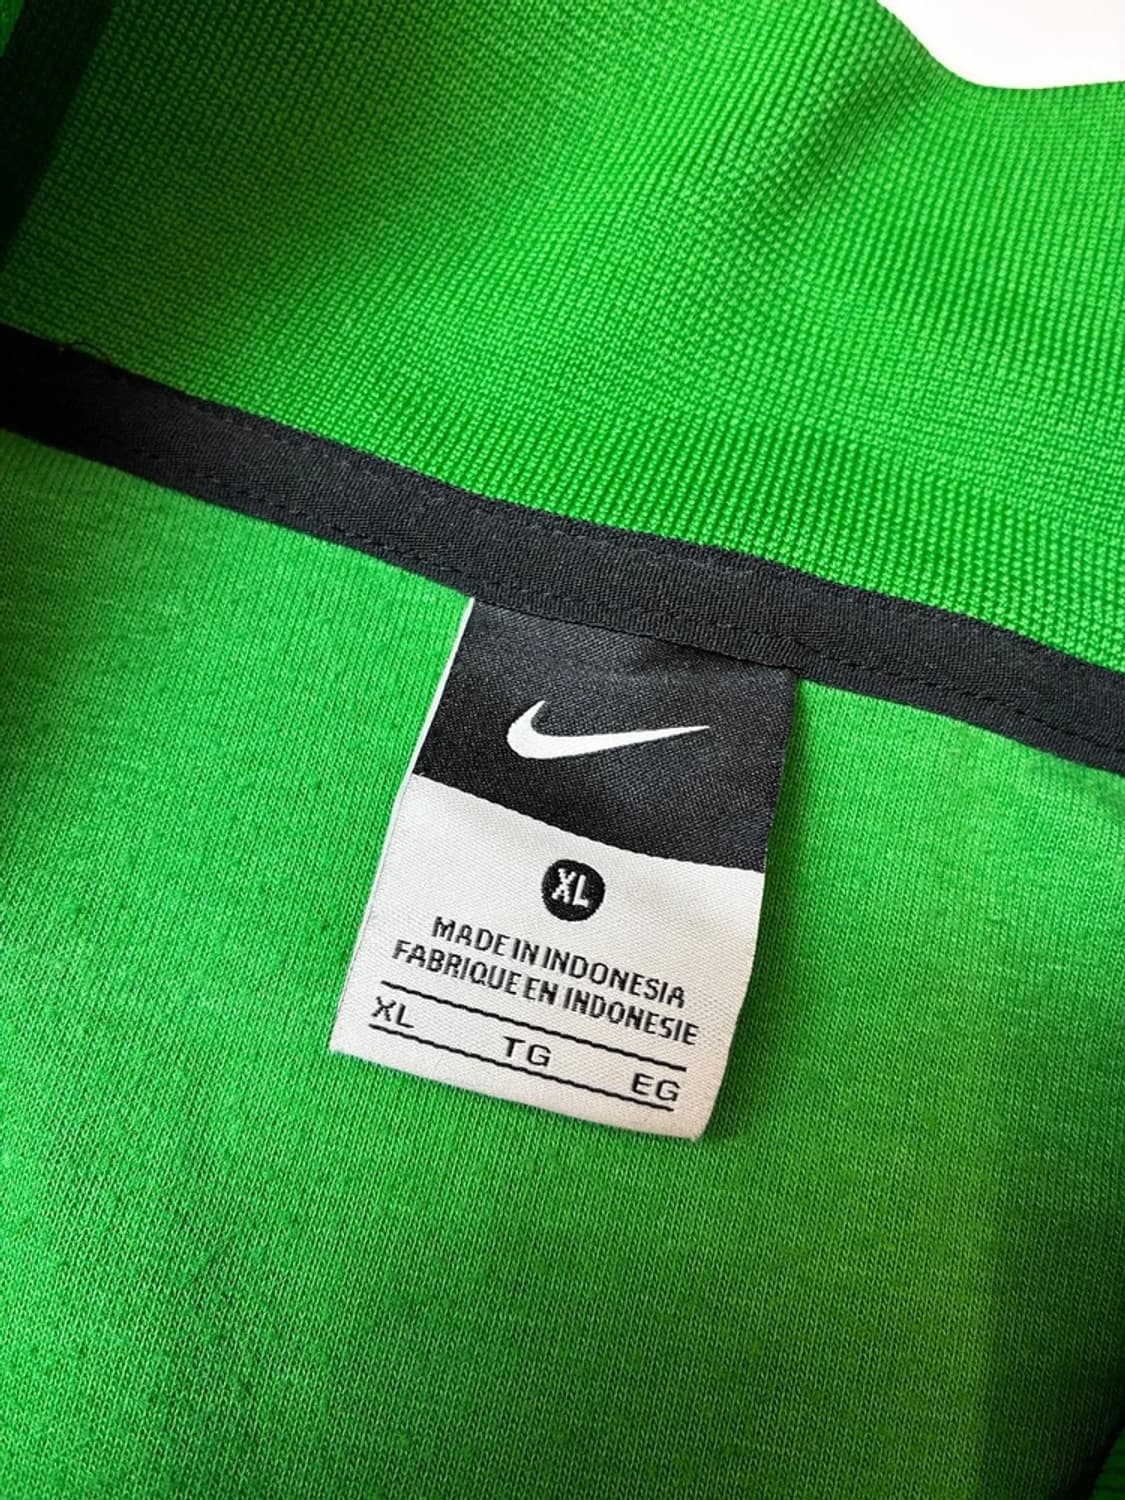 XL
MADE IN INDONESIA
FABRIQUE EN INDONESIE
XL TG EG